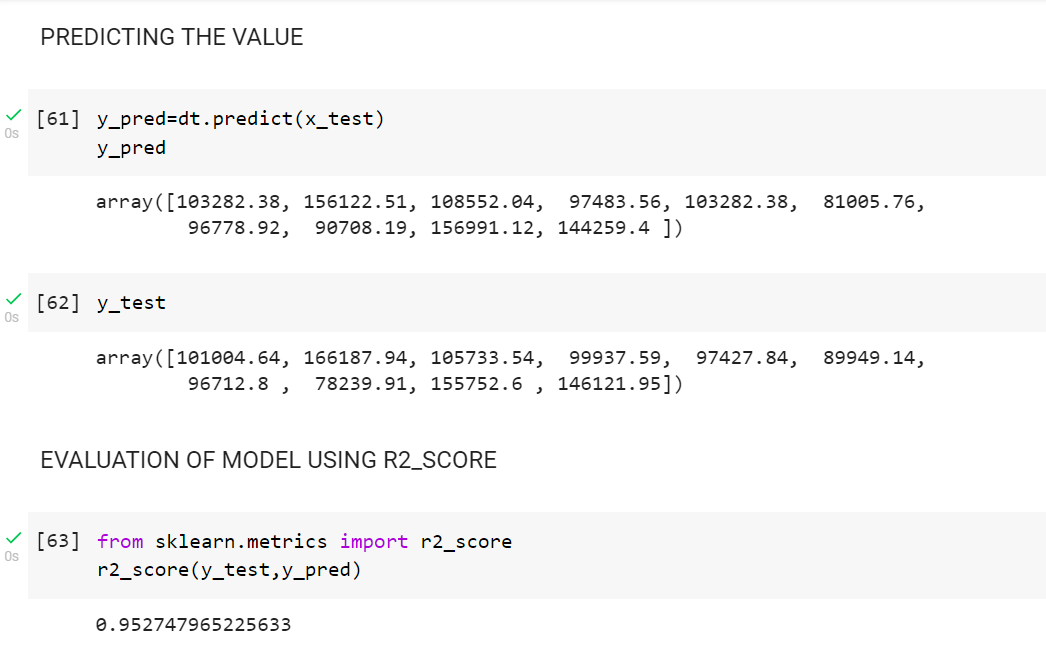 PREDICTING THE VALUE
[61] y_pred=dt.predict(x_test)
y_pred
0s
array([103282.38, 156122.51, 108552.04,  97483.56, 103282.38,  81005.76,
96778.92,  90708.19, 156991.12, 144259.4 ])
[62] y_test
0s
array([101004.64, 166187.94, 105733.54,  99937.59,  97427.84,  89949.14,
96712.8 ,  78239.91, 155752.6 , 146121.95])
EVALUATION OF MODEL USING R2_SCORE
[63] from sklearn.metrics import r2_score
0s
r2_score(y_test,y_pred)
0.952747965225633